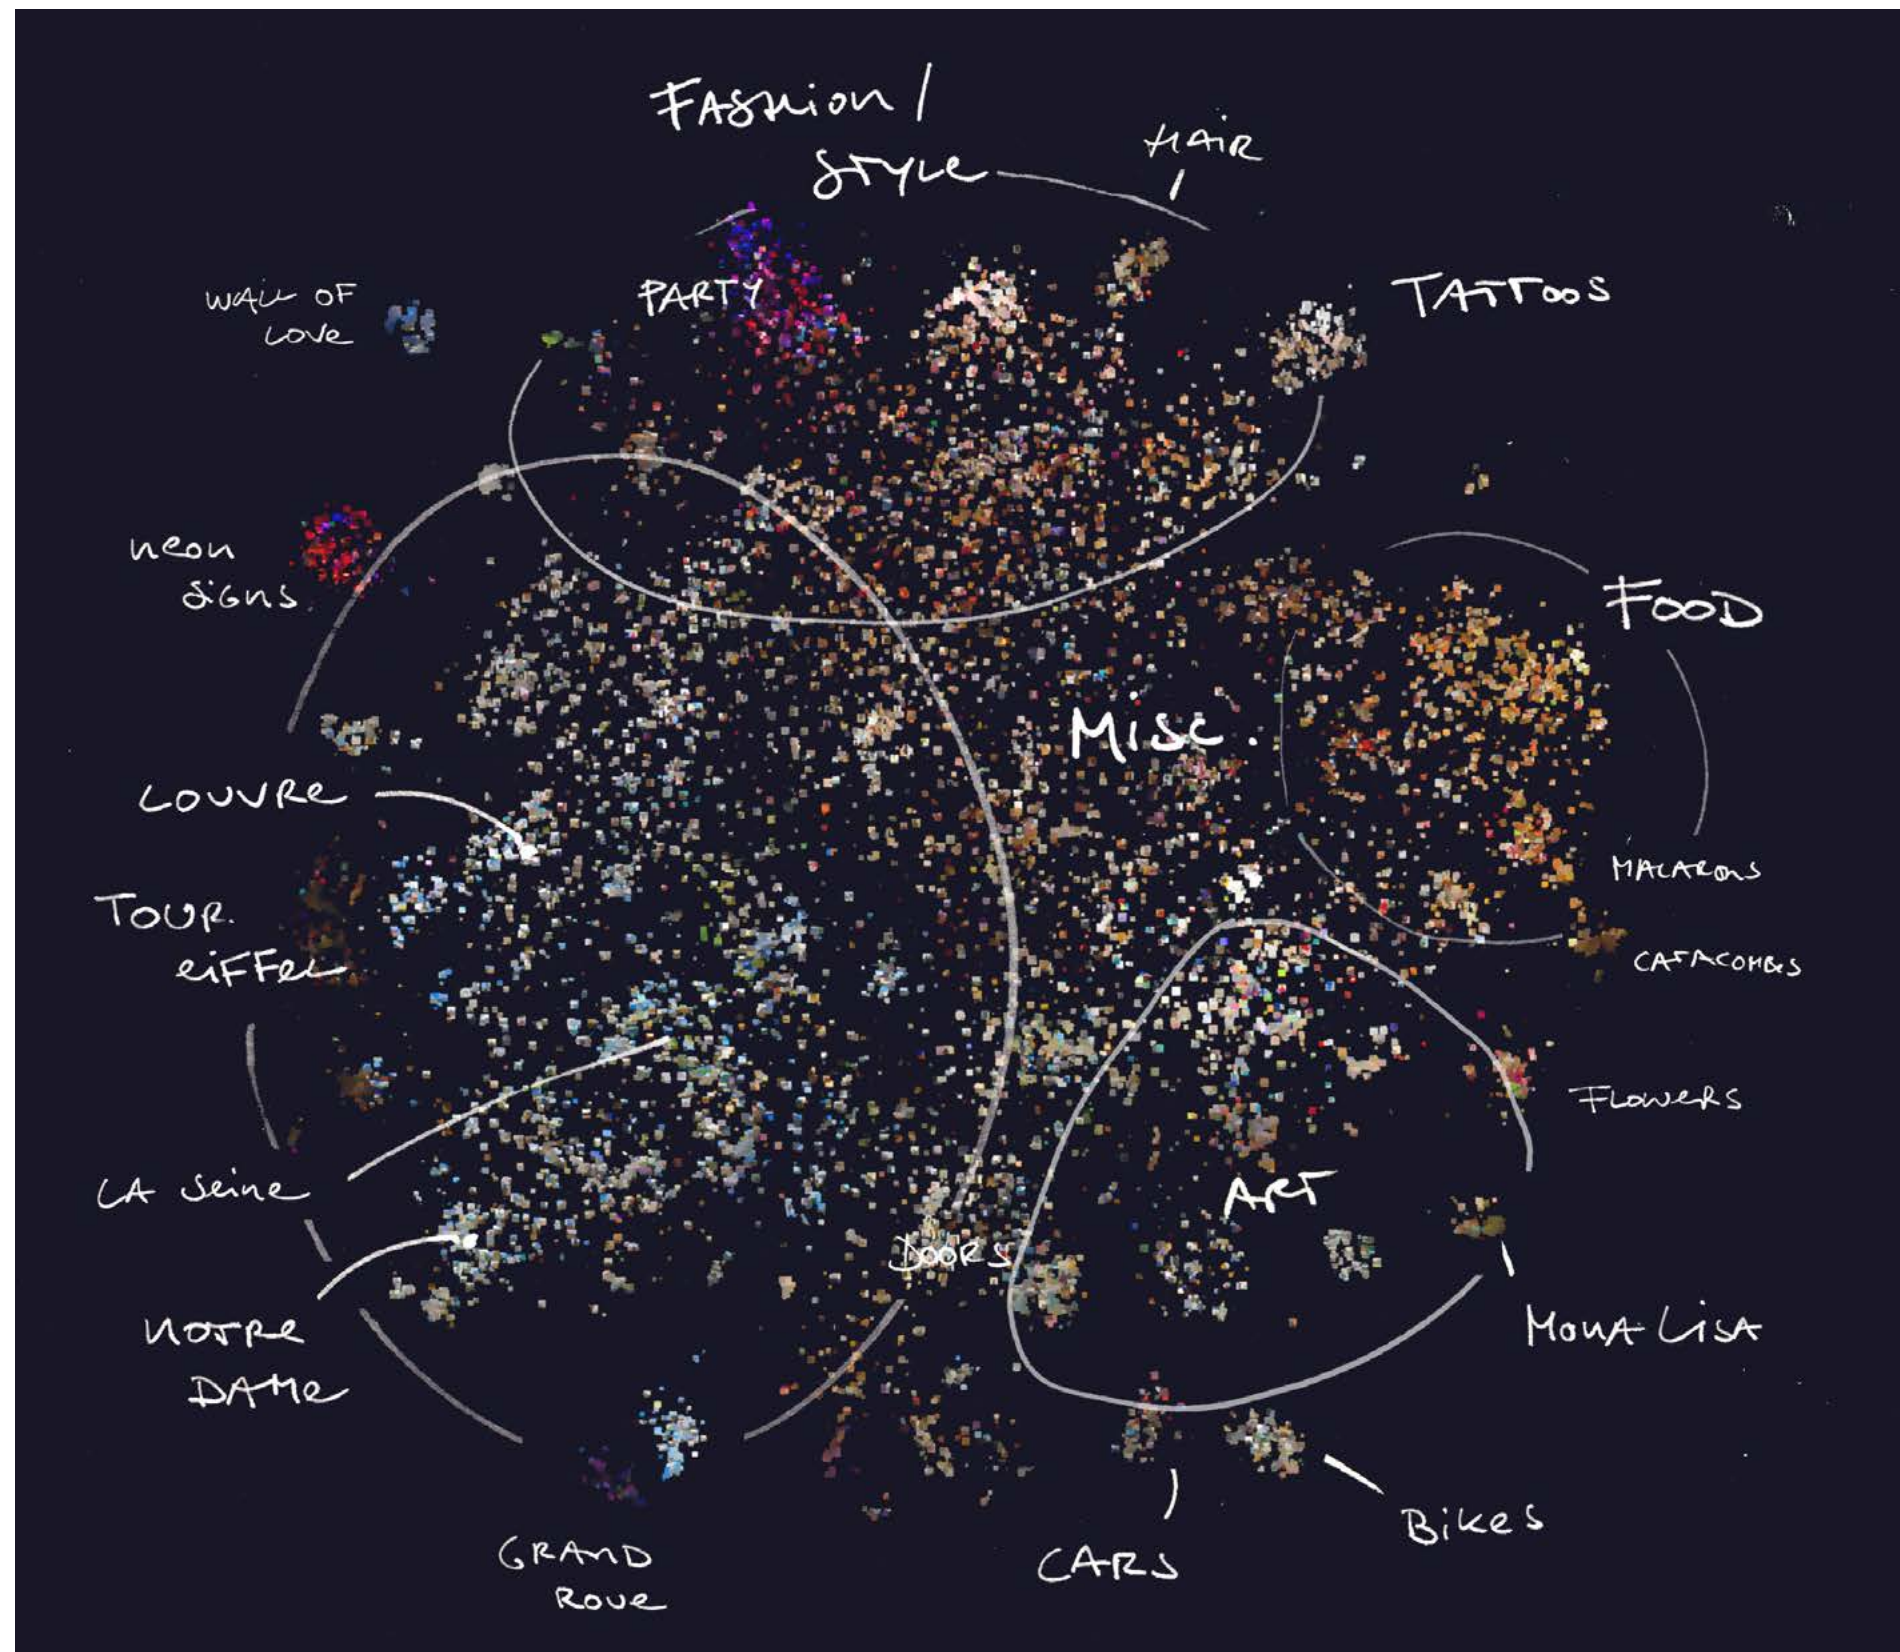 FASHION /
STYLE
HAIR
PARTY
TATTOOS
WALL OF
LOVE
neon
signs
FOOD
MISC.
LOUVRE
MACARONS
TOUR.
eiFFeL
CATACOMBES
FLOWERS
LA Seine
ART
DOORS
NOTRE
DAME
MONA LISA
Bikes
GRAND
ROUE
CARS